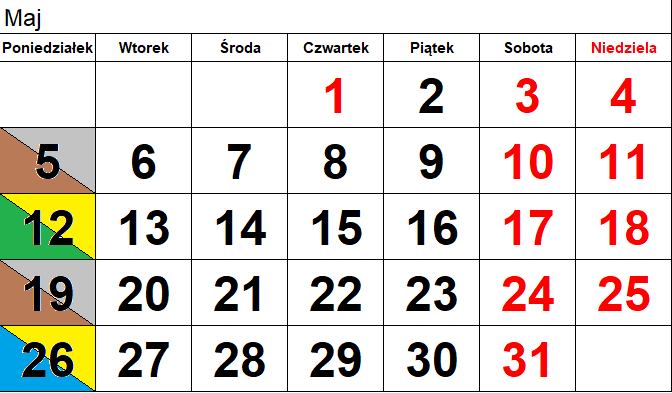 Maj
Poniedziałek Wtorek Środa Czwartek Piątek Sobota Niedziela
1 2 3 4
5 6 7 8 9 10 11
12 13 14 15 16 17 18
19 20 21 22 23 24 25
26 27 28 29 30 31